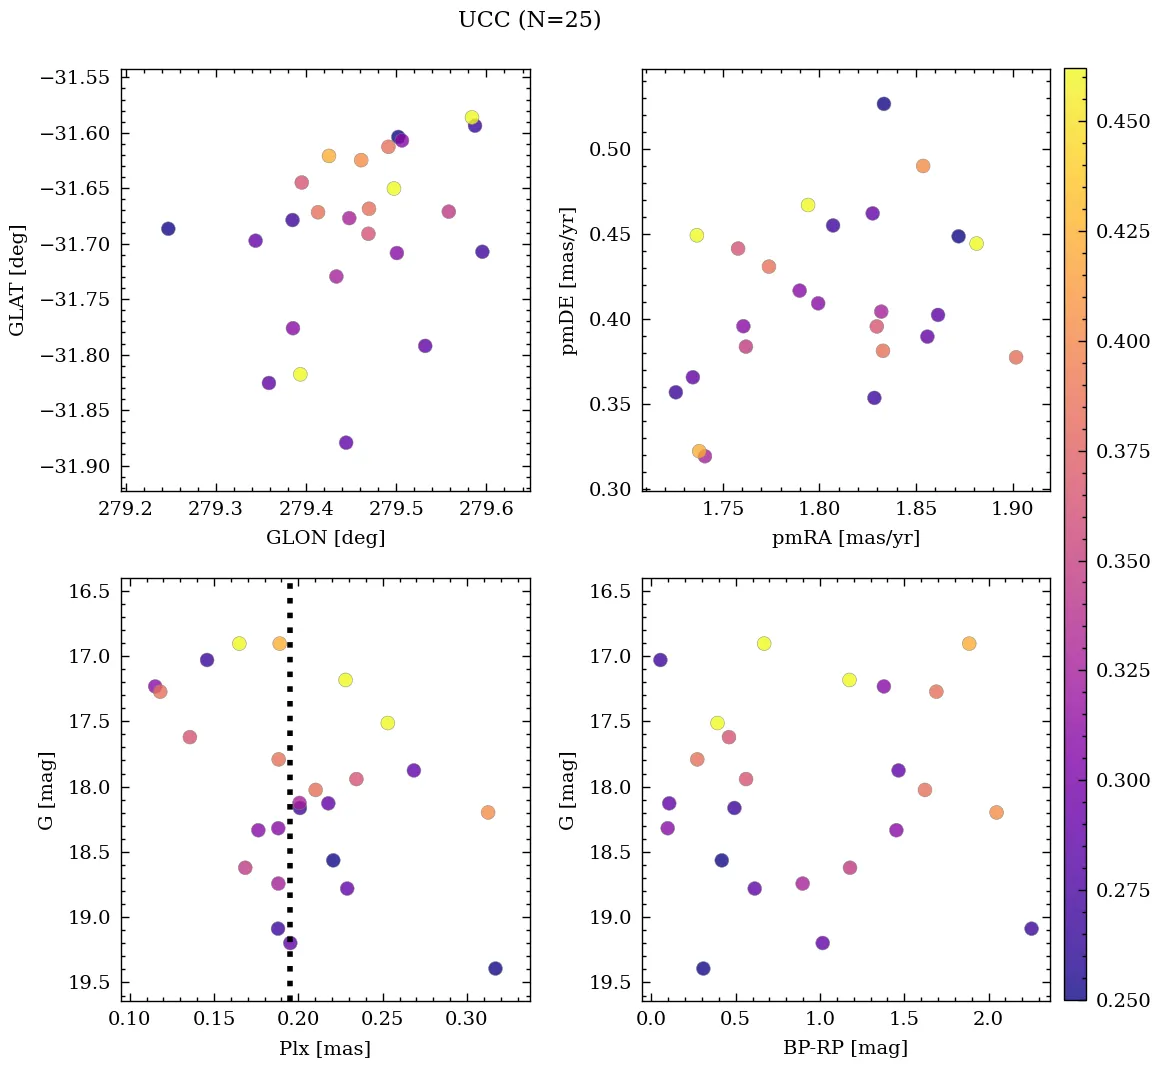 UCC (N=25)
−31.55
−31.60
−31.65
−31.70
−31.75
−31.80
−31.85
−31.90
GLAT [deg]
279.2 279.3 279.4 279.5 279.6
GLON [deg]
0.50
0.45
0.40
0.35
0.30
pmDE [mas/yr]
1.75 1.80 1.85 1.90
pmRA [mas/yr]
16.5
17.0
17.5
18.0
18.5
19.0
19.5
G [mag]
0.10 0.15 0.20 0.25 0.30
Plx [mas]
16.5
17.0
17.5
18.0
18.5
19.0
19.5
G [mag]
0.0 0.5 1.0 1.5 2.0
BP-RP [mag]
0.450
0.425
0.400
0.375
0.350
0.325
0.300
0.275
0.250